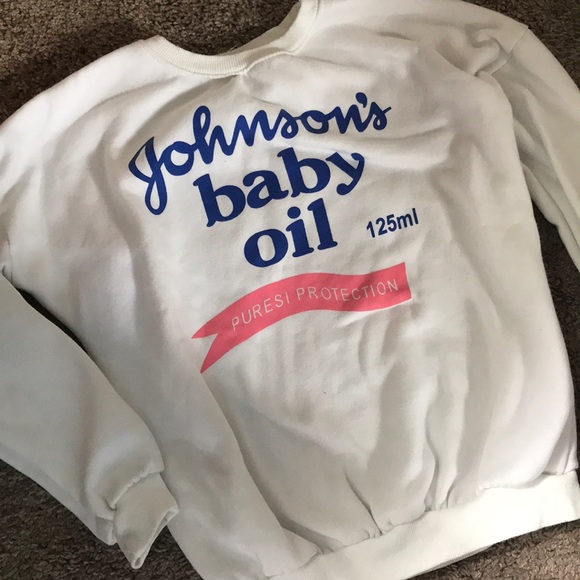 Johnson's
baby
oil 125ml
PURESI PROTECTION